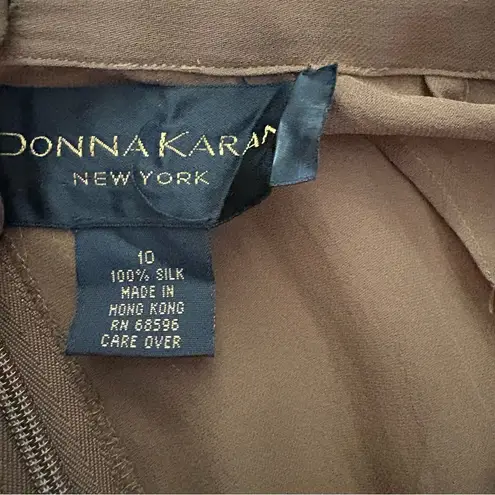 DONNA KARAN
NEW YORK
10
100% SILK
MADE IN
HONG KONG
RN 68596
CARE OVER